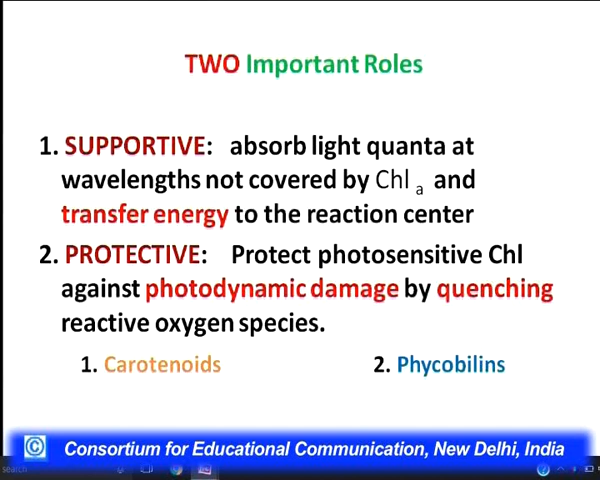 TWO Important Roles
1. SUPPORTIVE: absorb light quanta at
wavelengths not covered by Chl a and
transfer energy to the reaction center
2. PROTECTIVE: Protect photosensitive Chl
against photodynamic damage by quenching
reactive oxygen species.
1. Carotenoids 2. Phycobilins
© Consortium for Educational Communication, New Delhi, India
search